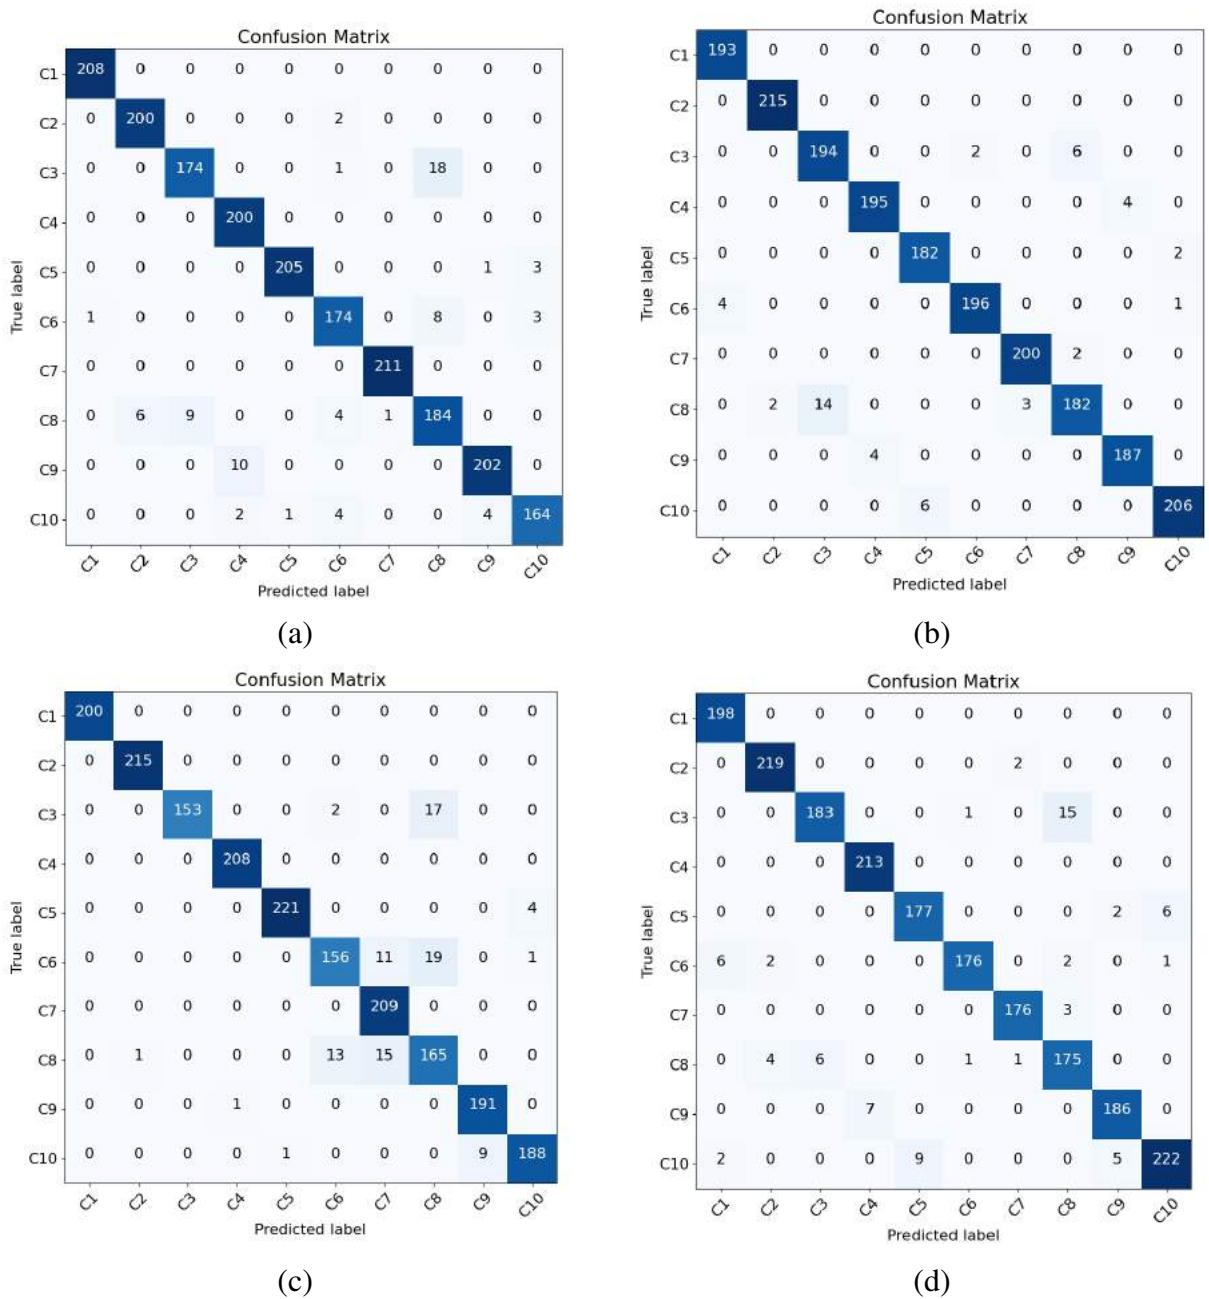 Confusion Matrix
C1 208 0 0 0 0 0 0 0 0 0
C2 0 200 0 0 0 2 0 0 0 0
C3 0 0 174 0 0 1 0 18 0 0
C4 0 0 0 200 0 0 0 0 0 0
C5 0 0 0 0 205 0 0 0 1 3
C6 1 0 0 0 0 174 0 8 0 3
C7 0 0 0 0 0 0 211 0 0 0
C8 0 6 9 0 0 4 1 184 0 0
C9 0 0 0 10 0 0 0 0 202 0
C10 0 0 0 2 1 4 0 0 4 164
True label
C1 C2 C3 C4 C5 C6 C7 C8 C9 C10
Predicted label
(a)
Confusion Matrix
C1 193 0 0 0 0 0 0 0 0 0
C2 0 215 0 0 0 0 0 0 0 0
C3 0 0 194 0 0 2 0 6 0 0
C4 0 0 0 195 0 0 0 0 4 0
C5 0 0 0 0 182 0 0 0 0 2
C6 4 0 0 0 0 196 0 0 0 1
C7 0 0 0 0 0 0 200 2 0 0
C8 0 2 14 0 0 0 3 182 0 0
C9 0 0 0 4 0 0 0 0 187 0
C10 0 0 0 0 6 0 0 0 0 206
True label
C1 C2 C3 C4 C5 C6 C7 C8 C9 C10
Predicted label
(b)
Confusion Matrix
C1 200 0 0 0 0 0 0 0 0 0
C2 0 215 0 0 0 0 0 0 0 0
C3 0 0 153 0 0 2 0 17 0 0
C4 0 0 0 208 0 0 0 0 0 0
C5 0 0 0 0 221 0 0 0 0 4
C6 0 0 0 0 0 156 11 19 0 1
C7 0 0 0 0 0 0 209 0 0 0
C8 0 1 0 0 0 13 15 165 0 0
C9 0 0 0 1 0 0 0 0 191 0
C10 0 0 0 0 1 0 0 0 9 188
True label
C1 C2 C3 C4 C5 C6 C7 C8 C9 C10
Predicted label
(c)
Confusion Matrix
C1 198 0 0 0 0 0 0 0 0 0
C2 0 219 0 0 0 0 2 0 0 0
C3 0 0 183 0 0 1 0 15 0 0
C4 0 0 0 213 0 0 0 0 0 0
C5 0 0 0 0 177 0 0 0 2 6
C6 6 2 0 0 0 176 0 2 0 1
C7 0 0 0 0 0 0 176 3 0 0
C8 0 4 6 0 0 1 1 175 0 0
C9 0 0 0 7 0 0 0 0 186 0
C10 2 0 0 0 9 0 0 0 5 222
True label
C1 C2 C3 C4 C5 C6 C7 C8 C9 C10
Predicted label
(d)